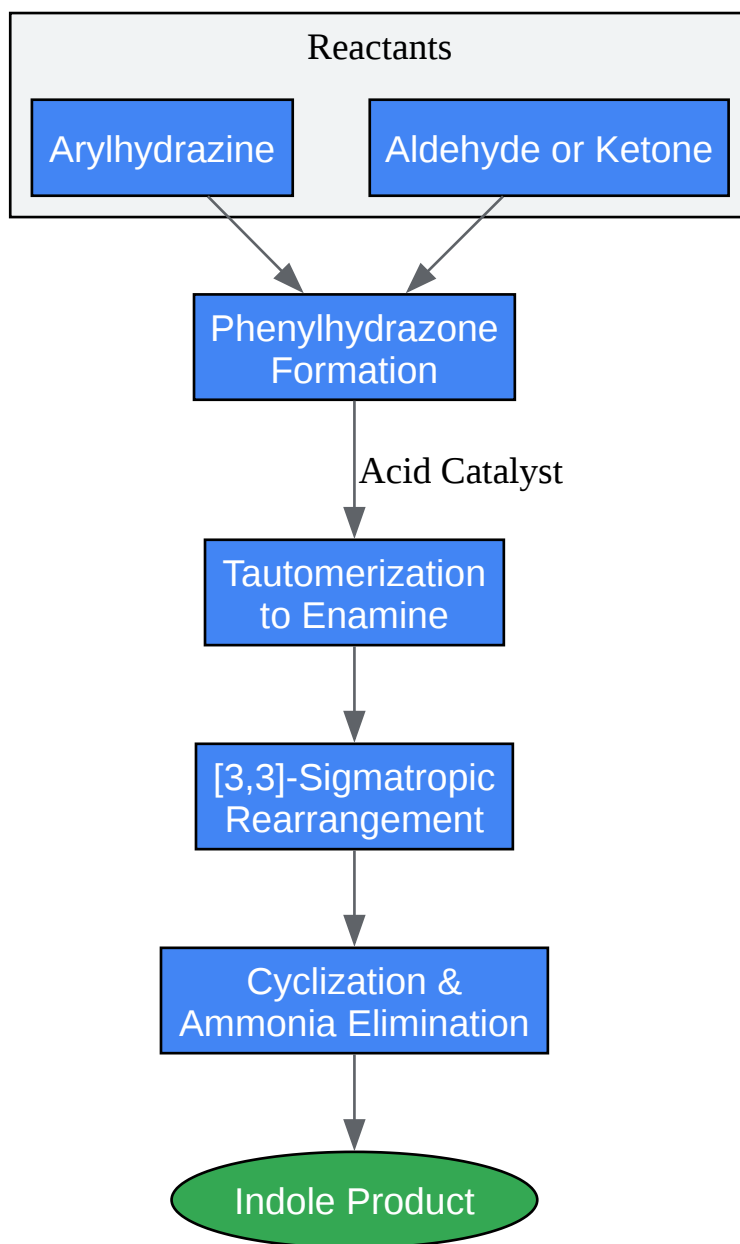 Reactants
Arylhydrazine
Aldehyde or Ketone
Phenylhydrazone
Formation
Acid Catalyst
Tautomerization
to Enamine
[3,3]-Sigmatropic
Rearrangement
Cyclization &
Ammonia Elimination
Indole Product